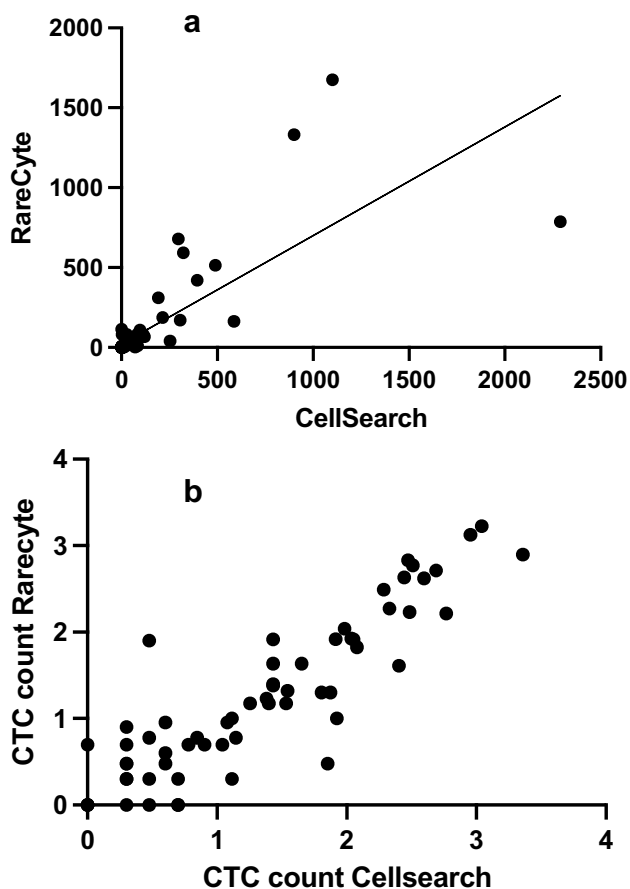 a
2000
1500
1000
500
0
RareCyte
0 500 1000 1500 2000 2500
CellSearch
b
4
3
2
1
0
CTC count Rarecyte
0 1 2 3 4
CTC count Cellsearch